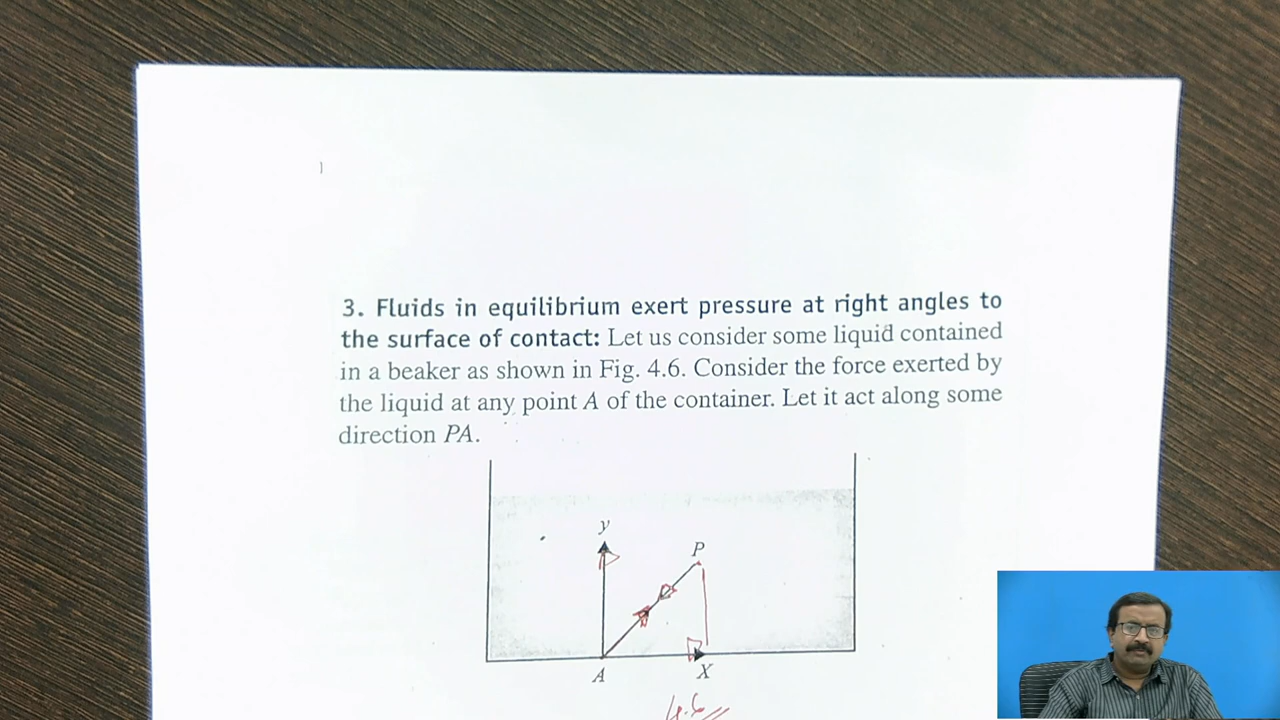 3. Fluids in equilibrium exert pressure at right angles to
the surface of contact: Let us consider some liquid contained
in a beaker as shown in Fig. 4.6. Consider the force exerted by
the liquid at any point A of the container. Let it act along some
direction PA.
y
P
A
X
4.6